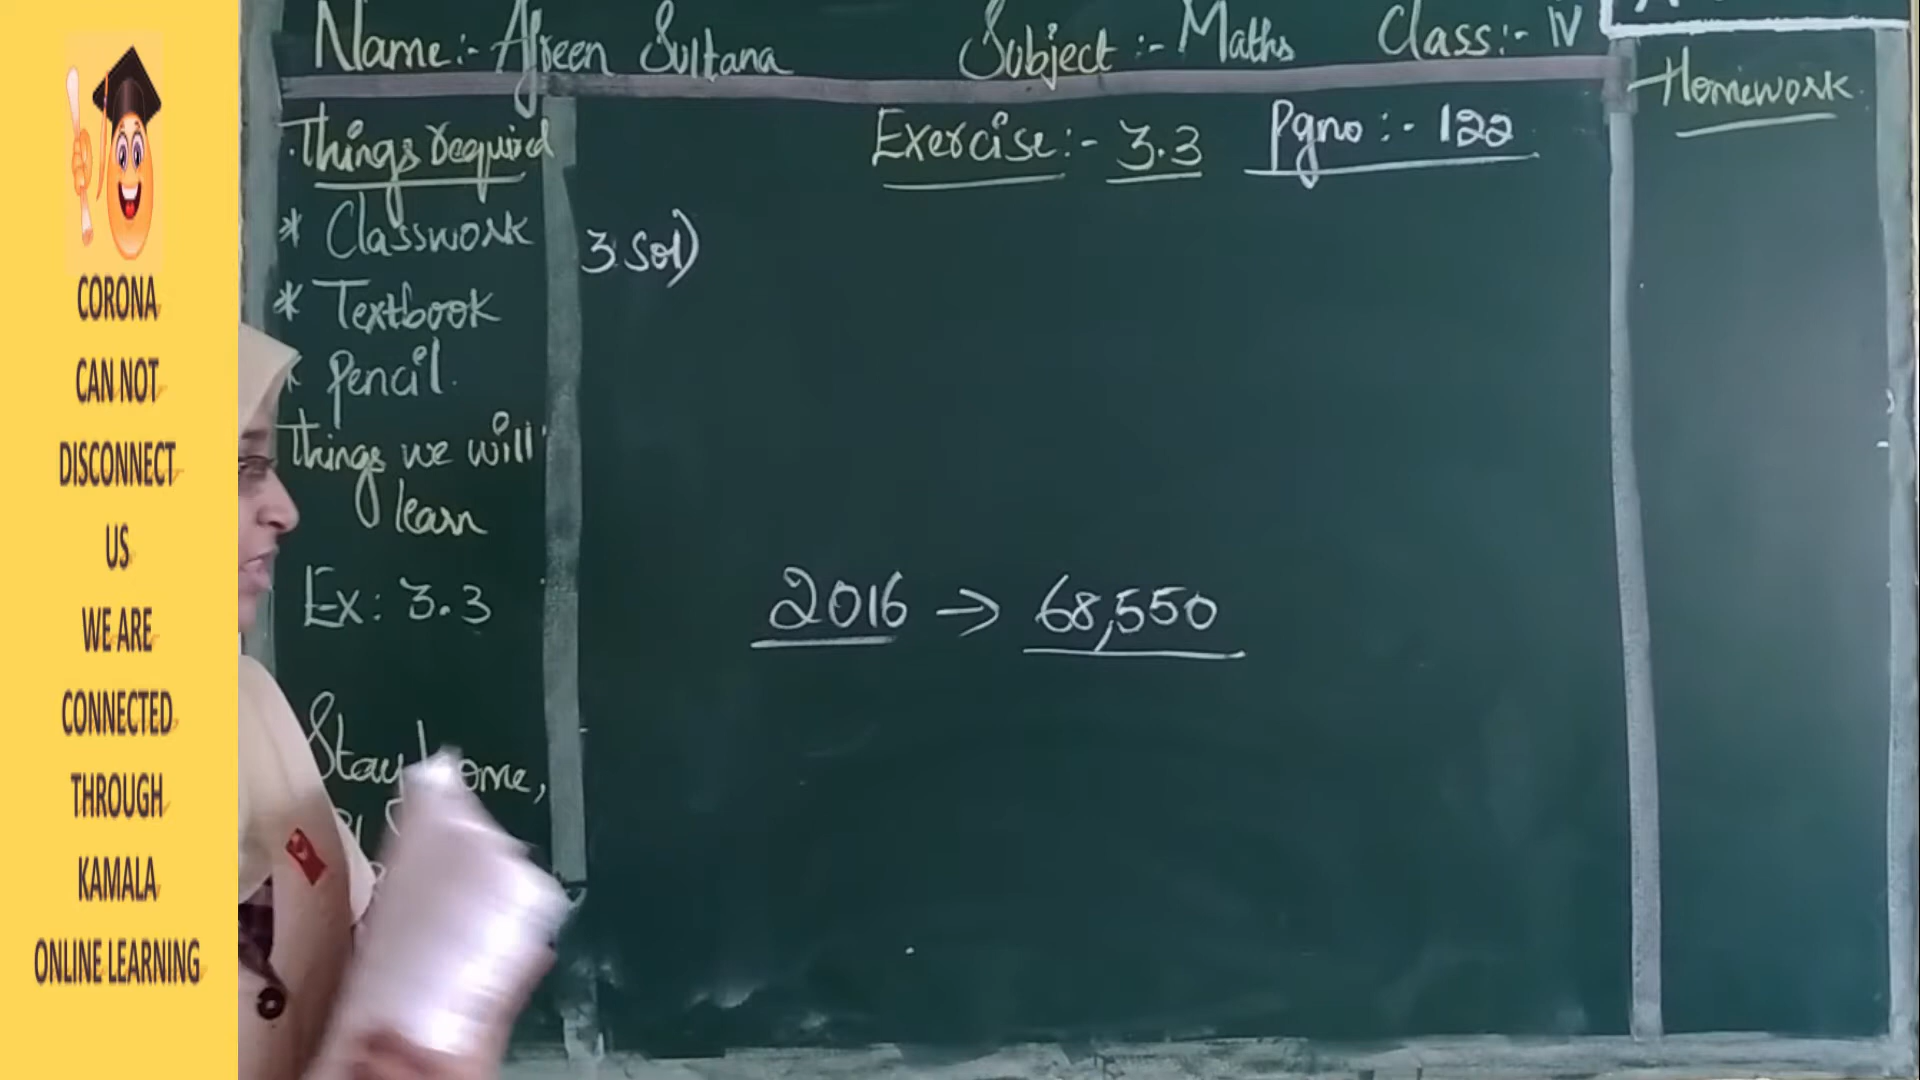 CORONA
CAN NOT
DISCONNECT
US
WE ARE
CONNECTED
THROUGH
KAMALA
ONLINE LEARNING
Name:- Afreen Sultana Subject:- Maths Class:- IV
Things required
* Classwork
* Textbook
* Pencil.
Things we will
learn
Ex: 3.3
Stay home,
Exercise:- 3.3 Pgno:- 122
3 Sol)
2016 → 68,550
Homework